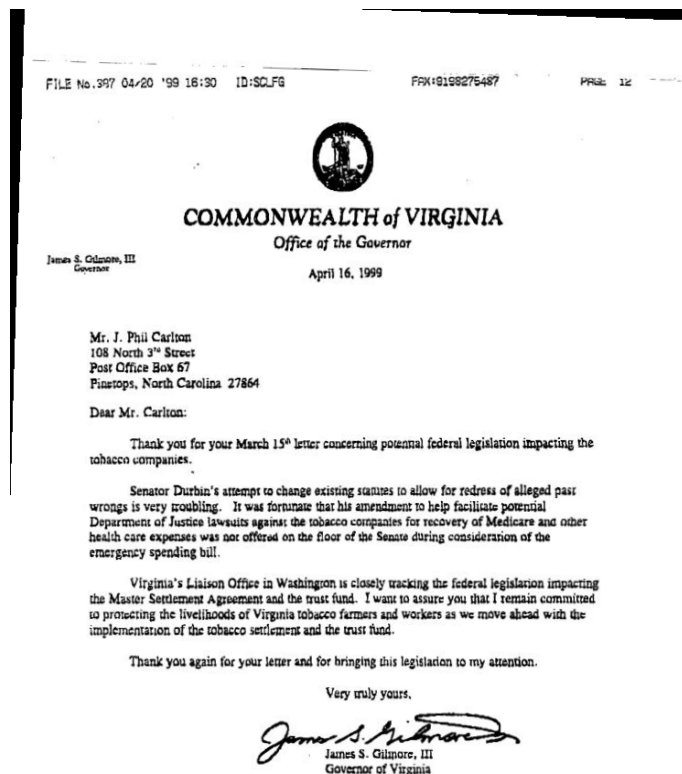 FILE No.397 04/20 '99 16:30 ID:SCLFG FAX:9198275487 PAGE 12
COMMONWEALTH of VIRGINIA
Office of the Governor
James S. Gilmore, III
Governor
April 16, 1999
Mr. J. Phil Carlton
108 North 3rd Street
Post Office Box 67
Pinetops, North Carolina 27864
Dear Mr. Carlton:
Thank you for your March 15th letter concerning potential federal legislation impacting the
tobacco companies.
Senator Durbin's attempt to change existing statutes to allow for redress of alleged past
wrongs is very troubling. It was fortunate that his amendment to help facilitate potential
Department of Justice lawsuits against the tobacco companies for recovery of Medicare and other
health care expenses was not offered on the floor of the Senate during consideration of the
emergency spending bill.
Virginia's Liaison Office in Washington is closely tracking the federal legislation impacting
the Master Settlement Agreement and the trust fund. I want to assure you that I remain committed
to protecting the livelihoods of Virginia tobacco farmers and workers as we move ahead with the
implementation of the tobacco settlement and the trust fund.
Thank you again for your letter and for bringing this legislation to my attention.
Very truly yours,
James S. Gilmore III
James S. Gilmore, III
Governor of Virginia